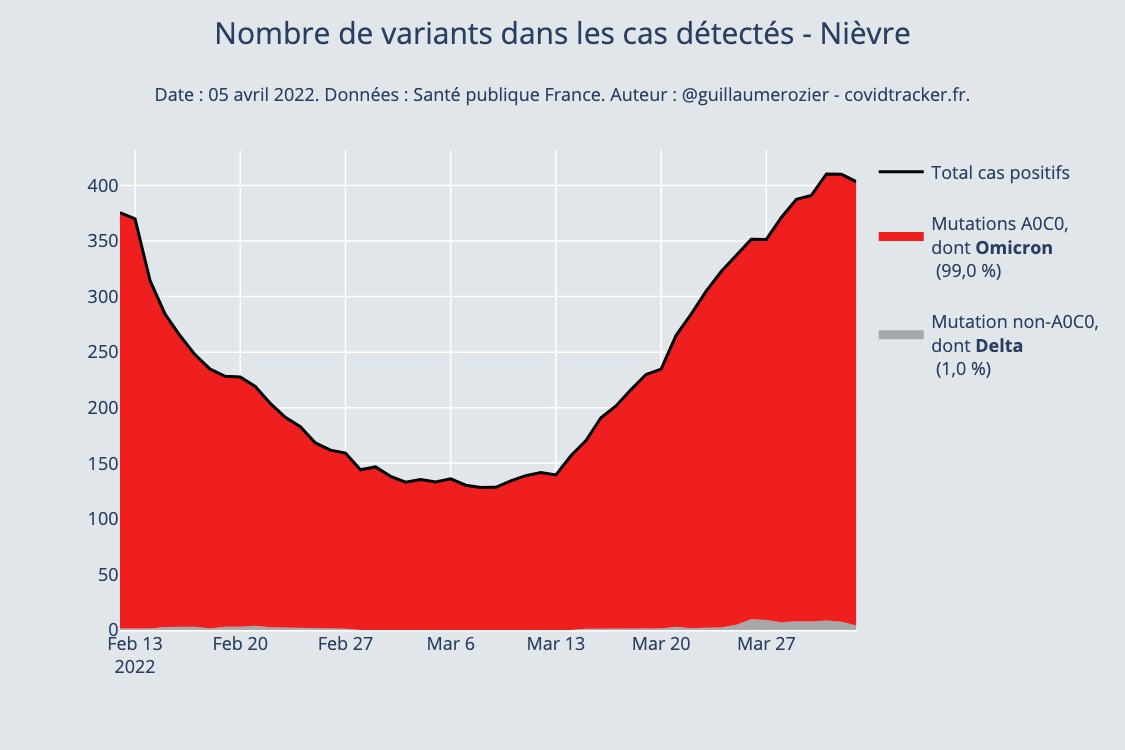 Nombre de variants dans les cas détectés - Nièvre
Date : 05 avril 2022. Données : Santé publique France. Auteur : @guillaumerozier - covidtracker.fr.
400
350
300
250
200
150
100
50
0
Feb 13 Feb 20 Feb 27 Mar 6 Mar 13 Mar 20 Mar 27
2022
Total cas positifs
Mutations A0C0,
dont Omicron
(99,0 %)
Mutation non-A0C0,
dont Delta
(1,0 %)